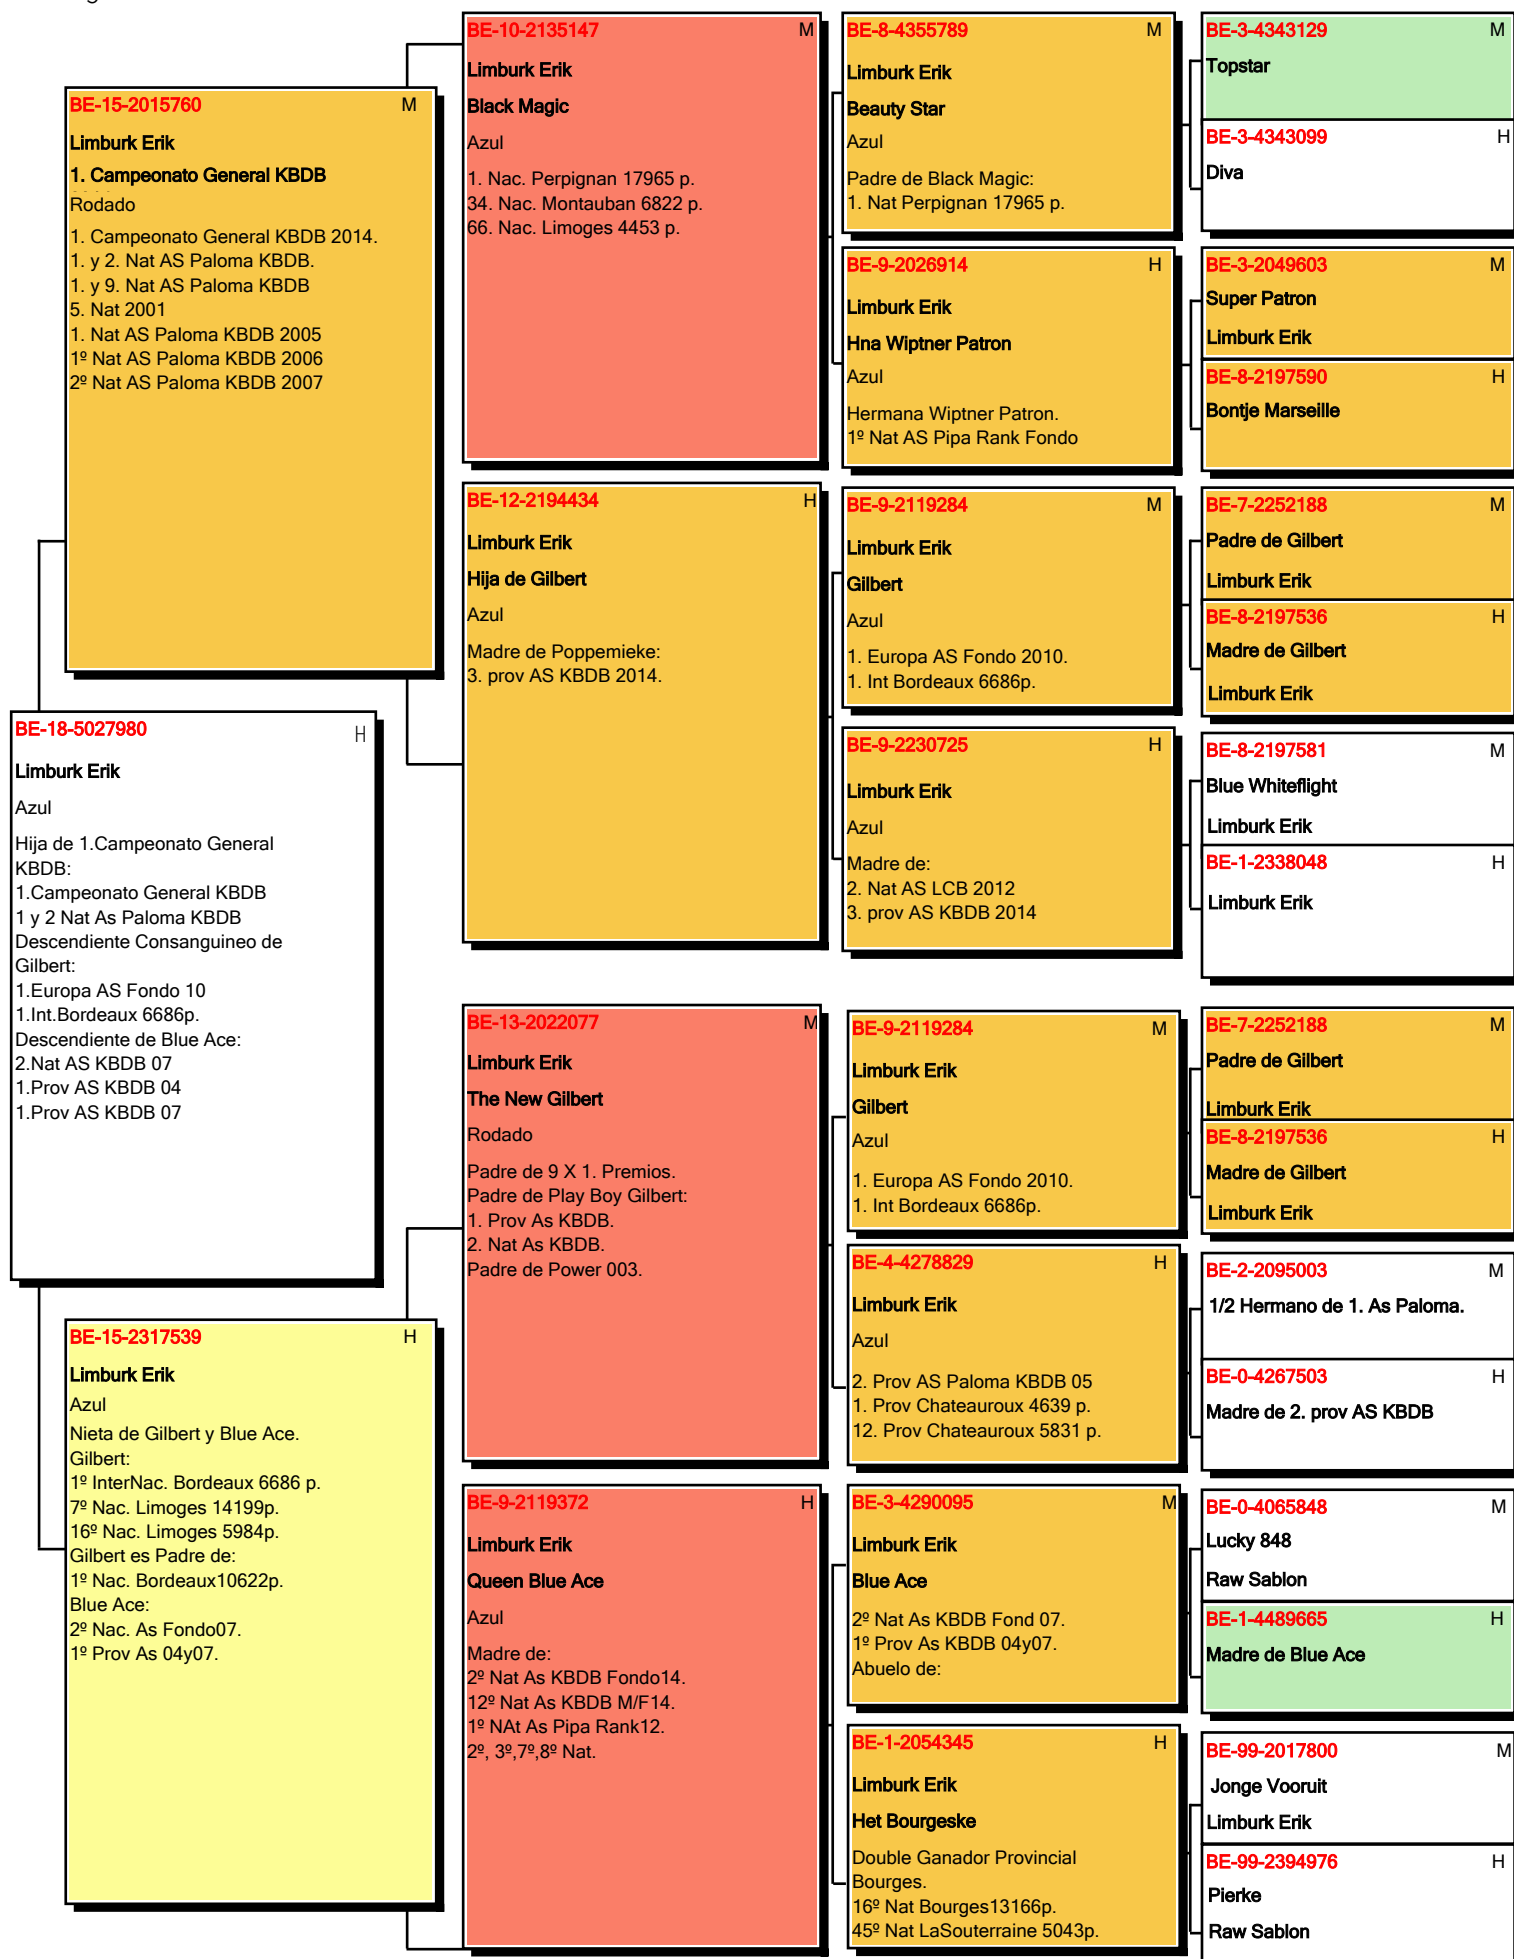 BE-18-5027980 H
Limburk Erik
Azul
Hija de 1.Campeonato General
KBDB:
1.Campeonato General KBDB
1 y 2 Nat As Paloma KBDB
Descendiente Consanguineo de
Gilbert:
1.Europa AS Fondo 10
1.Int.Bordeaux 6686p.
Descendiente de Blue Ace:
2.Nat AS KBDB 07
1.Prov AS KBDB 04
1.Prov AS KBDB 07
BE-15-2015760 M
Limburk Erik
1. Campeonato General KBDB
Rodado
1. Campeonato General KBDB 2014.
1. y 2. Nat AS Paloma KBDB.
1. y 9. Nat AS Paloma KBDB
5. Nat 2001
1. Nat AS Paloma KBDB 2005
1º Nat AS Paloma KBDB 2006
2º Nat AS Paloma KBDB 2007
BE-15-2317539 H
Limburk Erik
Azul
Nieta de Gilbert y Blue Ace.
Gilbert:
1º InterNac. Bordeaux 6686 p.
7º Nac. Limoges 14199p.
16º Nac. Limoges 5984p.
Gilbert es Padre de:
1º Nac. Bordeaux10622p.
Blue Ace:
2º Nac. As Fondo07.
1º Prov As 04y07.
BE-10-2135147 M
Limburk Erik
Black Magic
Azul
1. Nac. Perpignan 17965 p.
34. Nac. Montauban 6822 p.
66. Nac. Limoges 4453 p.
BE-12-2194434 H
Limburk Erik
Hija de Gilbert
Azul
Madre de Poppemieke:
3. prov AS KBDB 2014.
BE-13-2022077 M
Limburk Erik
The New Gilbert
Rodado
Padre de 9 X 1. Premios.
Padre de Play Boy Gilbert:
1. Prov As KBDB.
2. Nat As KBDB.
Padre de Power 003.
BE-9-2119372 H
Limburk Erik
Queen Blue Ace
Azul
Madre de:
2º Nat As KBDB Fondo14.
12º Nat As KBDB M/F14.
1º NAt As Pipa Rank12.
2º, 3º,7º,8º Nat.
BE-8-4355789 M
Limburk Erik
Beauty Star
Azul
Padre de Black Magic:
1. Nat Perpignan 17965 p.
BE-9-2026914 H
Limburk Erik
Hna Wiptner Patron
Azul
Hermana Wiptner Patron.
1º Nat AS Pipa Rank Fondo
BE-9-2119284 M
Limburk Erik
Gilbert
Azul
1. Europa AS Fondo 2010.
1. Int Bordeaux 6686p.
BE-9-2230725 H
Limburk Erik
Azul
Madre de:
2. Nat AS LCB 2012
3. prov AS KBDB 2014
BE-9-2119284 M
Limburk Erik
Gilbert
Azul
1. Europa AS Fondo 2010.
1. Int Bordeaux 6686p.
BE-4-4278829 H
Limburk Erik
Azul
2. Prov AS Paloma KBDB 05
1. Prov Chateauroux 4639 p.
12. Prov Chateauroux 5831 p.
BE-3-4290095 M
Limburk Erik
Blue Ace
2º Nat As KBDB Fond 07.
1º Prov As KBDB 04y07.
Abuelo de:
BE-1-2054345 H
Limburk Erik
Het Bourgeske
Double Ganador Provincial
Bourges.
16º Nat Bourges13166p.
45º Nat LaSouterraine 5043p.
BE-3-4343129 M
Topstar
BE-3-4343099 H
Diva
BE-3-2049603 M
Super Patron
Limburk Erik
BE-8-2197590 H
Bontje Marseille
BE-7-2252188 M
Padre de Gilbert
Limburk Erik
BE-8-2197536 H
Madre de Gilbert
Limburk Erik
BE-8-2197581 M
Blue Whiteflight
Limburk Erik
BE-1-2338048 H
Limburk Erik
BE-7-2252188 M
Padre de Gilbert
Limburk Erik
BE-8-2197536 H
Madre de Gilbert
Limburk Erik
BE-2-2095003 M
1/2 Hermano de 1. As Paloma.
BE-0-4267503 H
Madre de 2. prov AS KBDB
BE-0-4065848 M
Lucky 848
Raw Sablon
BE-1-4489665 H
Madre de Blue Ace
BE-99-2017800 M
Jonge Vooruit
Limburk Erik
BE-99-2394976 H
Pierke
Raw Sablon